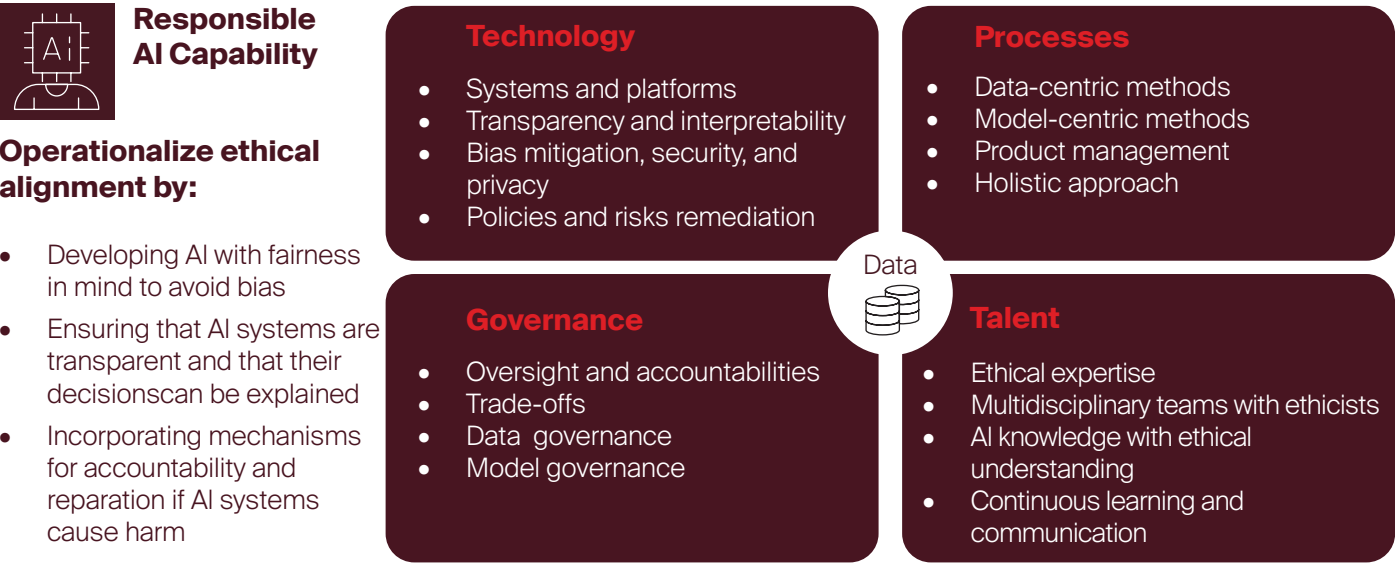 AI
Responsible
AI Capability
Operationalize ethical
alignment by:
• Developing AI with fairness
in mind to avoid bias
• Ensuring that AI systems are
transparent and that their
decisionscan be explained
• Incorporating mechanisms
for accountability and
reparation if AI systems
cause harm
Technology
• Systems and platforms
• Transparency and interpretability
• Bias mitigation, security, and
privacy
• Policies and risks remediation
Processes
• Data-centric methods
• Model-centric methods
• Product management
• Holistic approach
Data
Governance
• Oversight and accountabilities
• Trade-offs
• Data governance
• Model governance
Talent
• Ethical expertise
• Multidisciplinary teams with ethicists
• AI knowledge with ethical
understanding
• Continuous learning and
communication